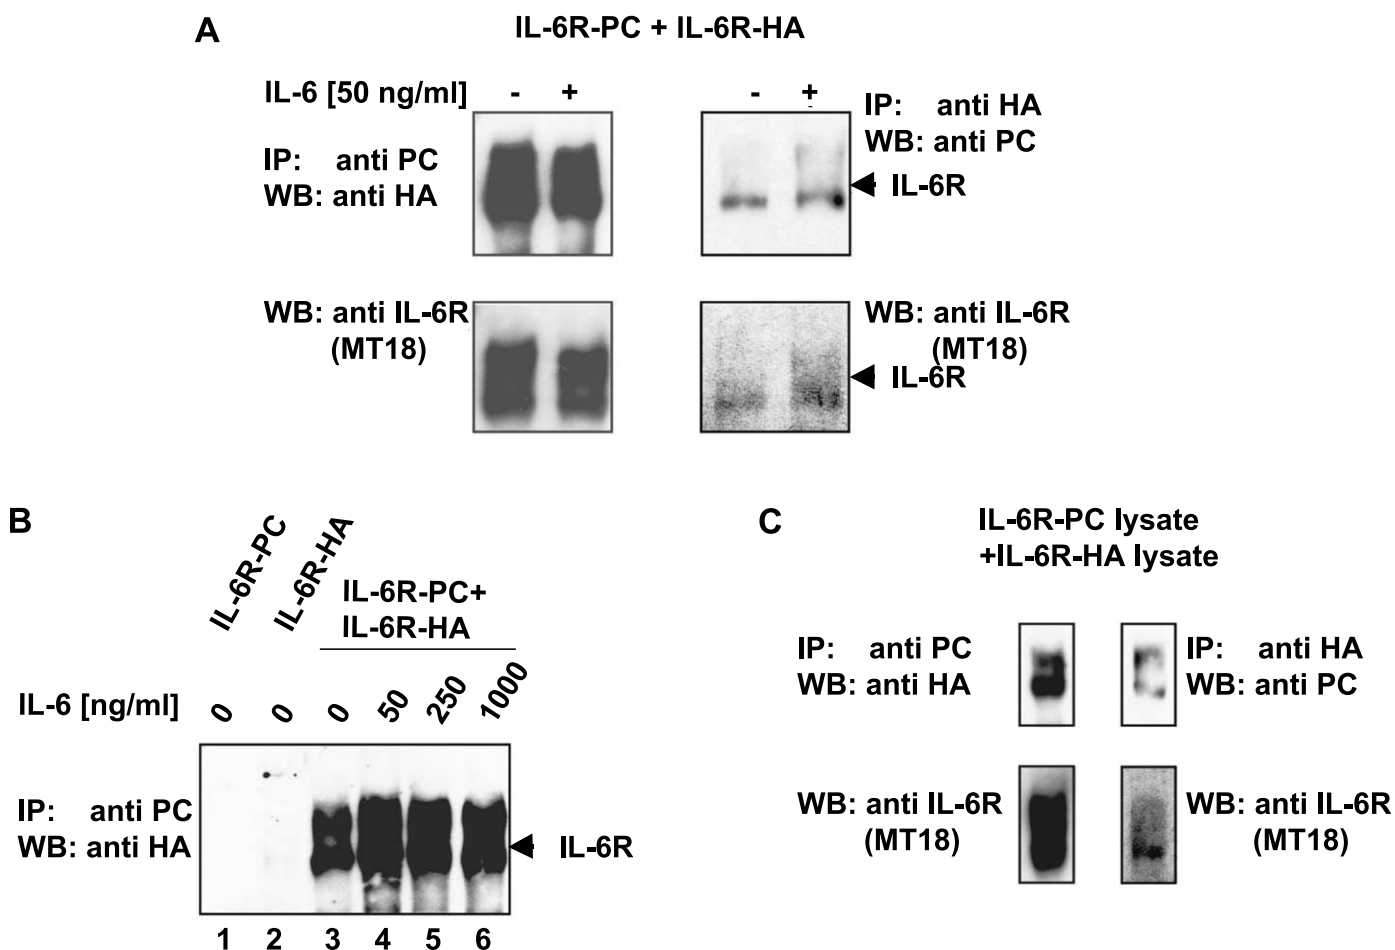 A
IL-6R-PC + IL-6R-HA
IL-6 [50 ng/ml] - + - +
IP: anti PC
WB: anti HA
IP: anti HA
WB: anti PC
IL-6R
WB: anti IL-6R
(MT18)
WB: anti IL-6R
(MT18)
IL-6R
B
IL-6R-PC
IL-6R-HA
IL-6R-PC+
IL-6R-HA
IL-6 [ng/ml] 0 0 0 50 250 1000
IP: anti PC
WB: anti HA
IL-6R
1 2 3 4 5 6
C
IL-6R-PC lysate
+IL-6R-HA lysate
IP: anti PC
WB: anti HA
IP: anti HA
WB: anti PC
WB: anti IL-6R
(MT18)
WB: anti IL-6R
(MT18)